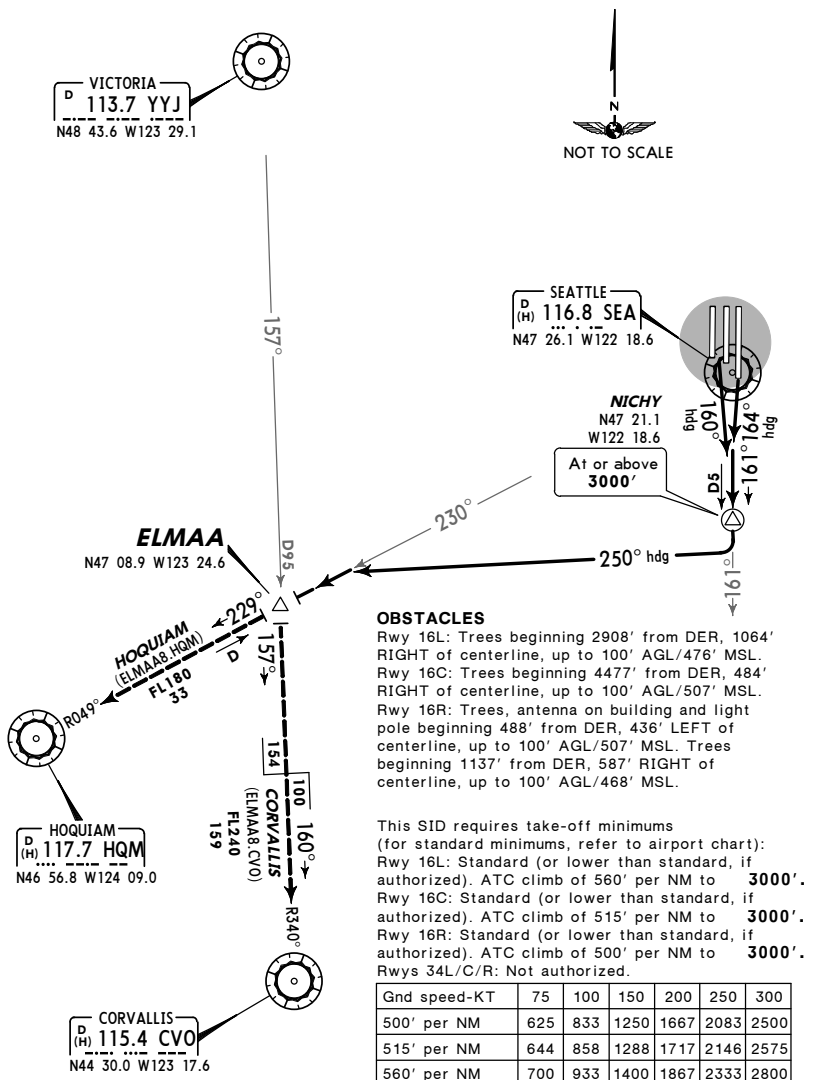 VICTORIA
D 113.7 YYJ
N48 43.6 W123 29.1
N
NOT TO SCALE
SEATTLE
D
(H) 116.8 SEA
N47 26.1 W122 18.6
157°
NICHY
N47 21.1
W122 18.6
160°
hdg
164°
hdg
At or above
3000'
D5
161°
230°
ELMAA
N47 08.9 W123 24.6
D95
250° hdg
161°
229°
HOQUIAM
(ELMAA8.HQM)
D
FL180
33
157°
R049°
OBSTACLES
Rwy 16L: Trees beginning 2908' from DER, 1064'
RIGHT of centerline, up to 100' AGL/476' MSL.
Rwy 16C: Trees beginning 4477' from DER, 484'
RIGHT of centerline, up to 100' AGL/507' MSL.
Rwy 16R: Trees, antenna on building and light
pole beginning 488' from DER, 436' LEFT of
centerline, up to 100' AGL/507' MSL. Trees
beginning 1137' from DER, 587' RIGHT of
centerline, up to 100' AGL/468' MSL.
154
100
160°
CORVALLIS
(ELMAA8.CVO)
FL240
159
HOQUIAM
D
(H) 117.7 HQM
N46 56.8 W124 09.0
R340°
This SID requires take-off minimums
(for standard minimums, refer to airport chart):
Rwy 16L: Standard (or lower than standard, if
authorized). ATC climb of 560' per NM to 3000'.
Rwy 16C: Standard (or lower than standard, if
authorized). ATC climb of 515' per NM to 3000'.
Rwy 16R: Standard (or lower than standard, if
authorized). ATC climb of 500' per NM to 3000'.
Rwys 34L/C/R: Not authorized.
CORVALLIS
D
(H) 115.4 CVO
N44 30.0 W123 17.6
Gnd speed-KT 75 100 150 200 250 300
500' per NM 625 833 1250 1667 2083 2500
515' per NM 644 858 1288 1717 2146 2575
560' per NM 700 933 1400 1867 2333 2800